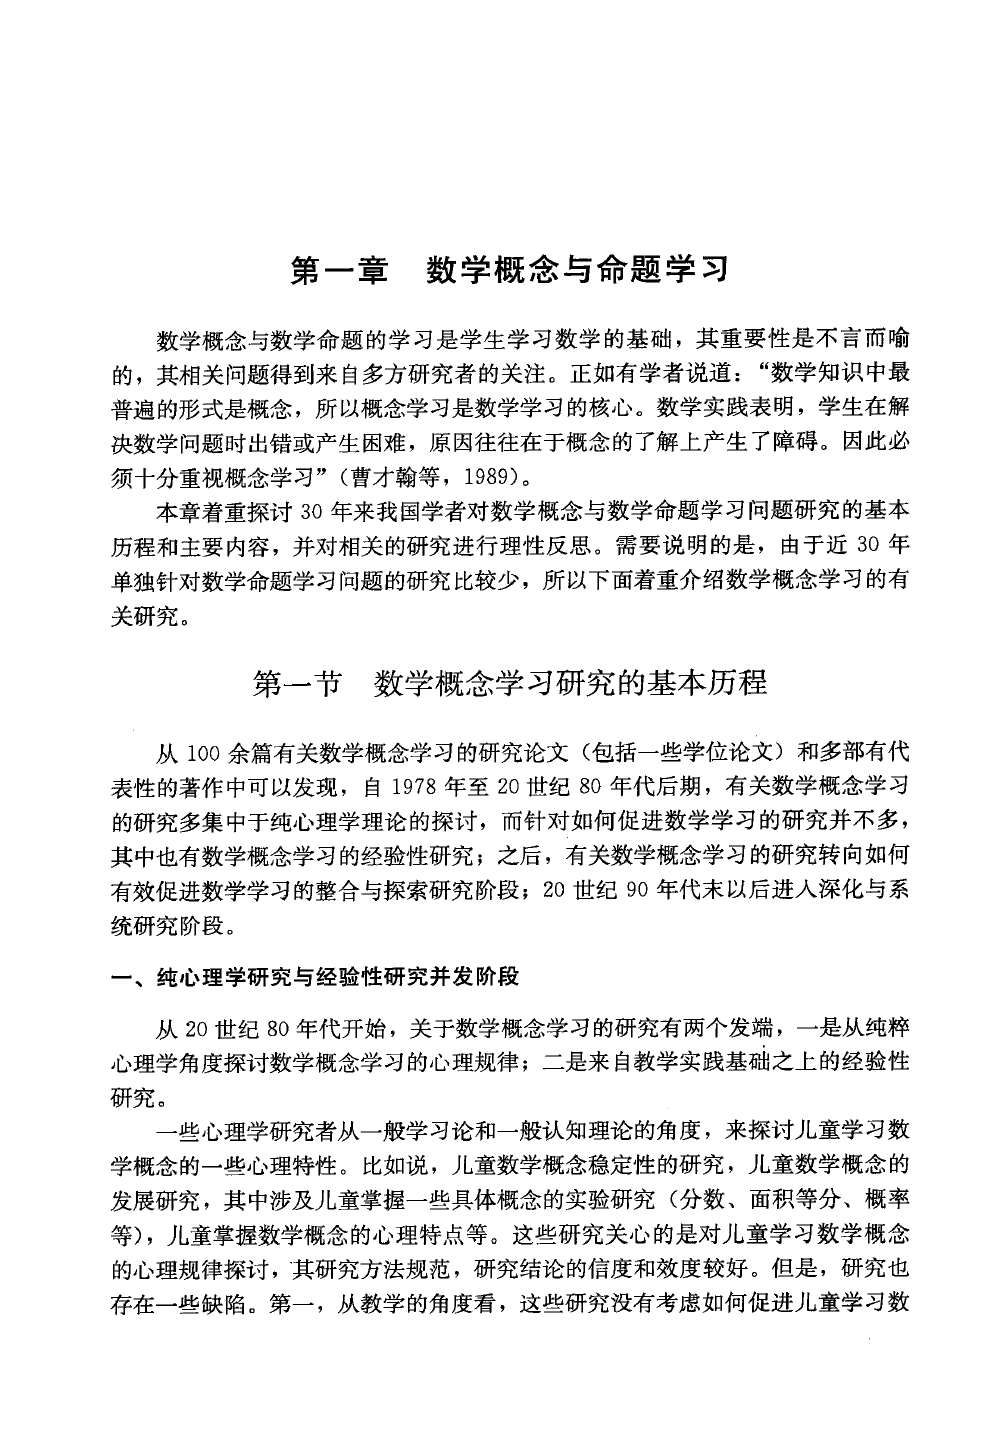 第一章　数学概念与命题学习
数学概念与数学命题的学习是学生学习数学的基础，其重要性是不言而喻
的，其相关问题得到来自多方研究者的关注。正如有学者说道：“数学知识中最
普遍的形式是概念，所以概念学习是数学学习的核心。数学实践表明，学生在解
决数学问题时出错或产生困难，原因往往在于概念的了解上产生了障碍。因此必
须十分重视概念学习”（曹才翰等，1989）。
本章着重探讨 30 年来我国学者对数学概念与数学命题学习问题研究的基本
历程和主要内容，并对相关的研究进行理性反思。需要说明的是，由于近 30 年
单独针对数学命题学习问题的研究比较少，所以下面着重介绍数学概念学习的有
关研究。
第一节　数学概念学习研究的基本历程
从 100 余篇有关数学概念学习的研究论文（包括一些学位论文）和多部有代
表性的著作中可以发现，自 1978 年至 20 世纪 80 年代后期，有关数学概念学习
的研究多集中于纯心理学理论的探讨，而针对如何促进数学学习的研究并不多，
其中也有数学概念学习的经验性研究；之后，有关数学概念学习的研究转向如何
有效促进数学学习的整合与探索研究阶段；20 世纪 90 年代末以后进入深化与系
统研究阶段。
一、纯心理学研究与经验性研究并发阶段
从 20 世纪 80 年代开始，关于数学概念学习的研究有两个发端，一是从纯粹
心理学角度探讨数学概念学习的心理规律；二是来自教学实践基础之上的经验性
研究。
一些心理学研究者从一般学习论和一般认知理论的角度，来探讨儿童学习数
学概念的一些心理特性。比如说，儿童数学概念稳定性的研究，儿童数学概念的
发展研究，其中涉及儿童掌握一些具体概念的实验研究（分数、面积等分、概率
等），儿童掌握数学概念的心理特点等。这些研究关心的是对儿童学习数学概念
的心理规律探讨，其研究方法规范，研究结论的信度和效度较好。但是，研究也
存在一些缺陷。第一，从教学的角度看，这些研究没有考虑如何促进儿童学习数